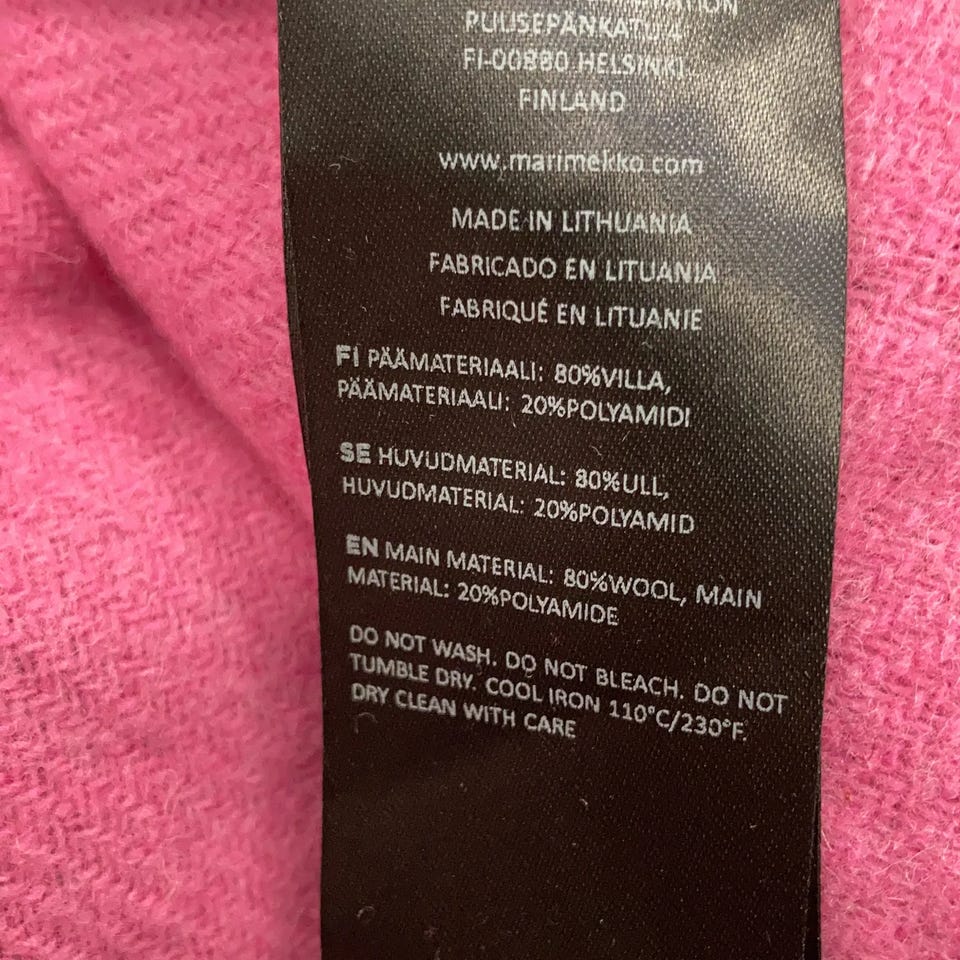 PUUSEPÄNKATU 4
FI-00880 HELSINKI
FINLAND
www.marimekko.com
MADE IN LITHUANIA
FABRICADO EN LITUANIA
FABRIQUÉ EN LITUANIE
FI PÄÄMATERIAALI: 80%VILLA,
PÄÄMATERIAALI: 20%POLYAMIDI
SE HUVUDMATERIAL: 80%ULL,
HUVUDMATERIAL: 20%POLYAMID
EN MAIN MATERIAL: 80%WOOL, MAIN
MATERIAL: 20%POLYAMIDE
DO NOT WASH. DO NOT BLEACH. DO NOT
TUMBLE DRY. COOL IRON 110°C/230°F.
DRY CLEAN WITH CARE